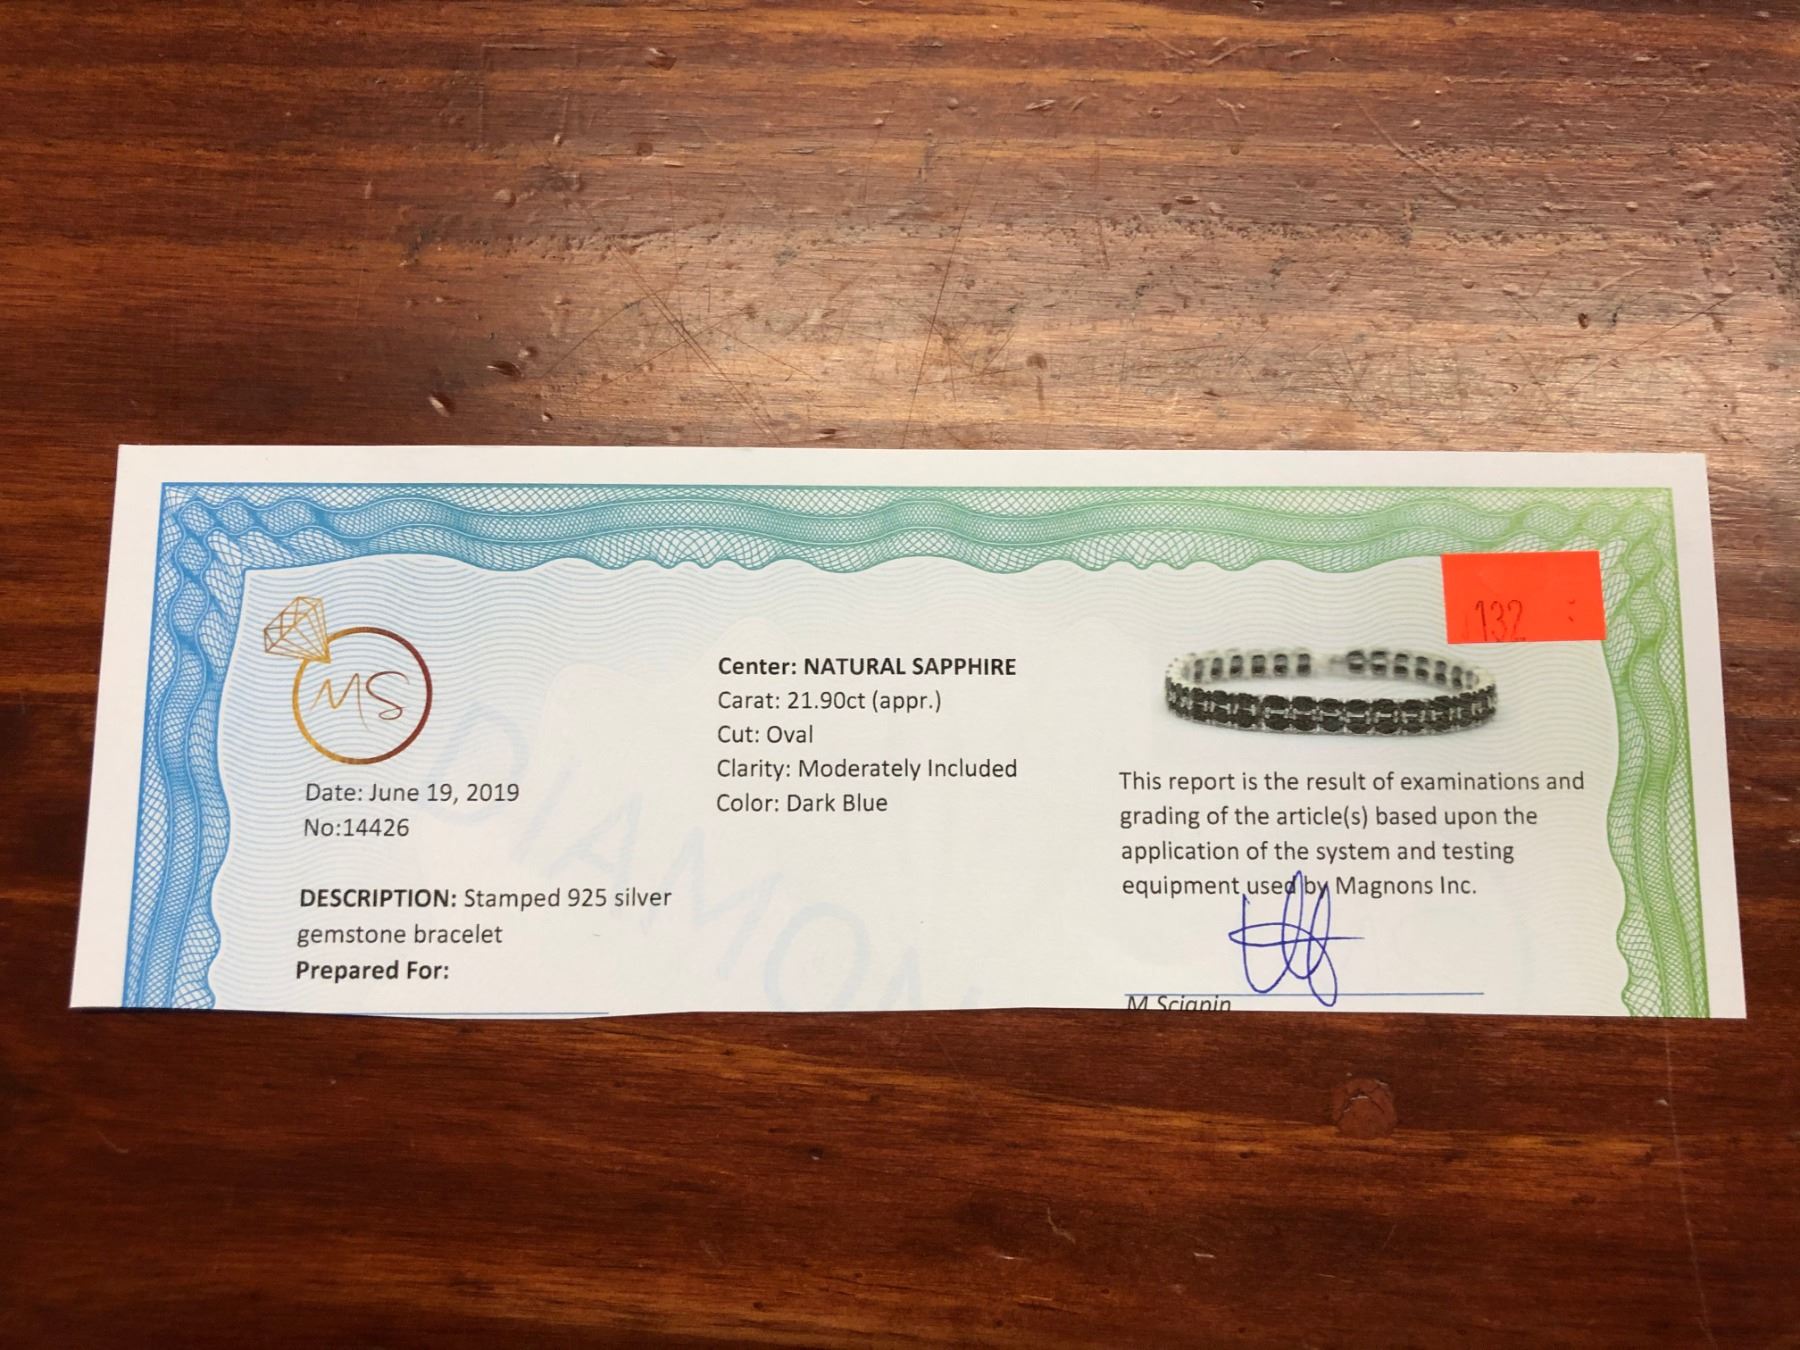 MS
Date: June 19, 2019
No:14426
DESCRIPTION: Stamped 925 silver
gemstone bracelet
Prepared For:
Center: NATURAL SAPPHIRE
Carat: 21.90ct (appr.)
Cut: Oval
Clarity: Moderately Included
Color: Dark Blue
132
This report is the result of examinations and
grading of the article(s) based upon the
application of the system and testing
equipment used by Magnons Inc.
DIAMON